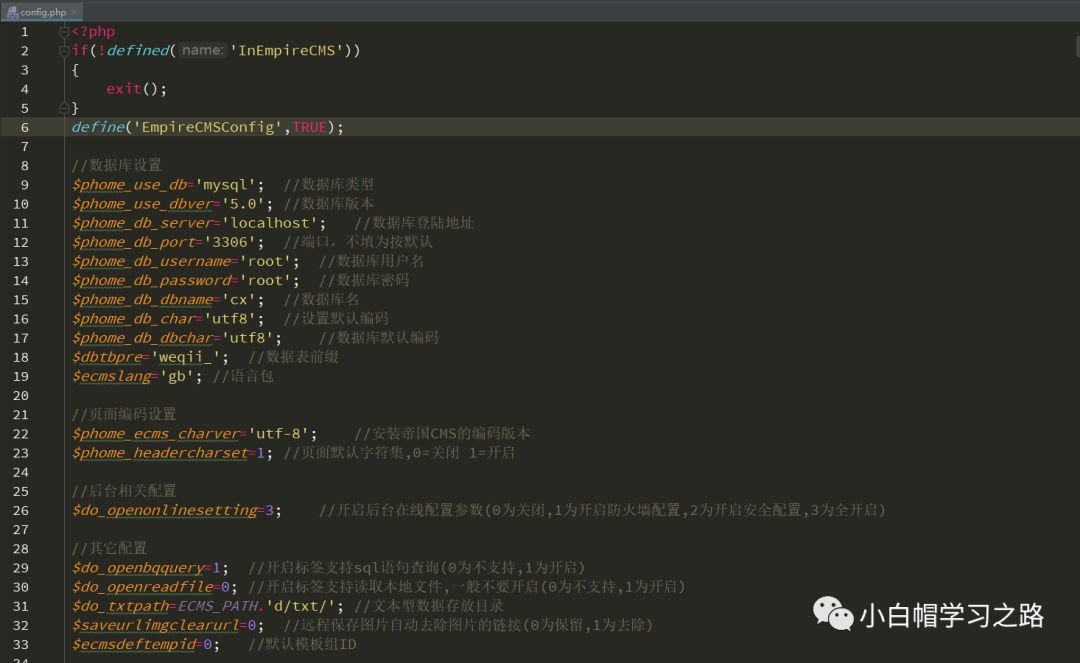 config.php ×
1 <?php
2 if(!defined( name: 'InEmpireCMS'))
3 {
4 exit();
5 }
6 define('EmpireCMSConfig',TRUE);
7
8 //数据库设置
9 $phome_use_db='mysql'; //数据库类型
10 $phome_use_dbver='5.0'; //数据库版本
11 $phome_db_server='localhost'; //数据库登陆地址
12 $phome_db_port='3306'; //端口，不填为按默认
13 $phome_db_username='root'; //数据库用户名
14 $phome_db_password='root'; //数据库密码
15 $phome_db_dbname='cx'; //数据库名
16 $phome_db_char='utf8'; //设置默认编码
17 $phome_db_dbchar='utf8'; //数据库默认编码
18 $dbtbpre='weqii_'; //数据表前缀
19 $ecmslang='gb'; //语言包
20
21 //页面编码设置
22 $phome_ecms_charver='utf-8'; //安装帝国CMS的编码版本
23 $phome_headercharset=1; //页面默认字符集,0=关闭 1=开启
24
25 //后台相关配置
26 $do_openonlinesetting=3; //开启后台在线配置参数(0为关闭,1为开启防火墙配置,2为开启安全配置,3为全开启)
27
28 //其它配置
29 $do_openbqquery=1; //开启标签支持sql语句查询(0为不支持,1为开启)
30 $do_openreadfile=0; //开启标签支持读取本地文件,一般不要开启(0为不支持,1为开启)
31 $do_txtpath=ECMS_PATH.'d/txt/'; //文本型数据存放目录
32 $saveurlimgclearurl=0; //远程保存图片自动去除图片的链接(0为保留,1为去除)
33 $ecmsdeftempid=0; //默认模板组ID
34
小白帽学习之路